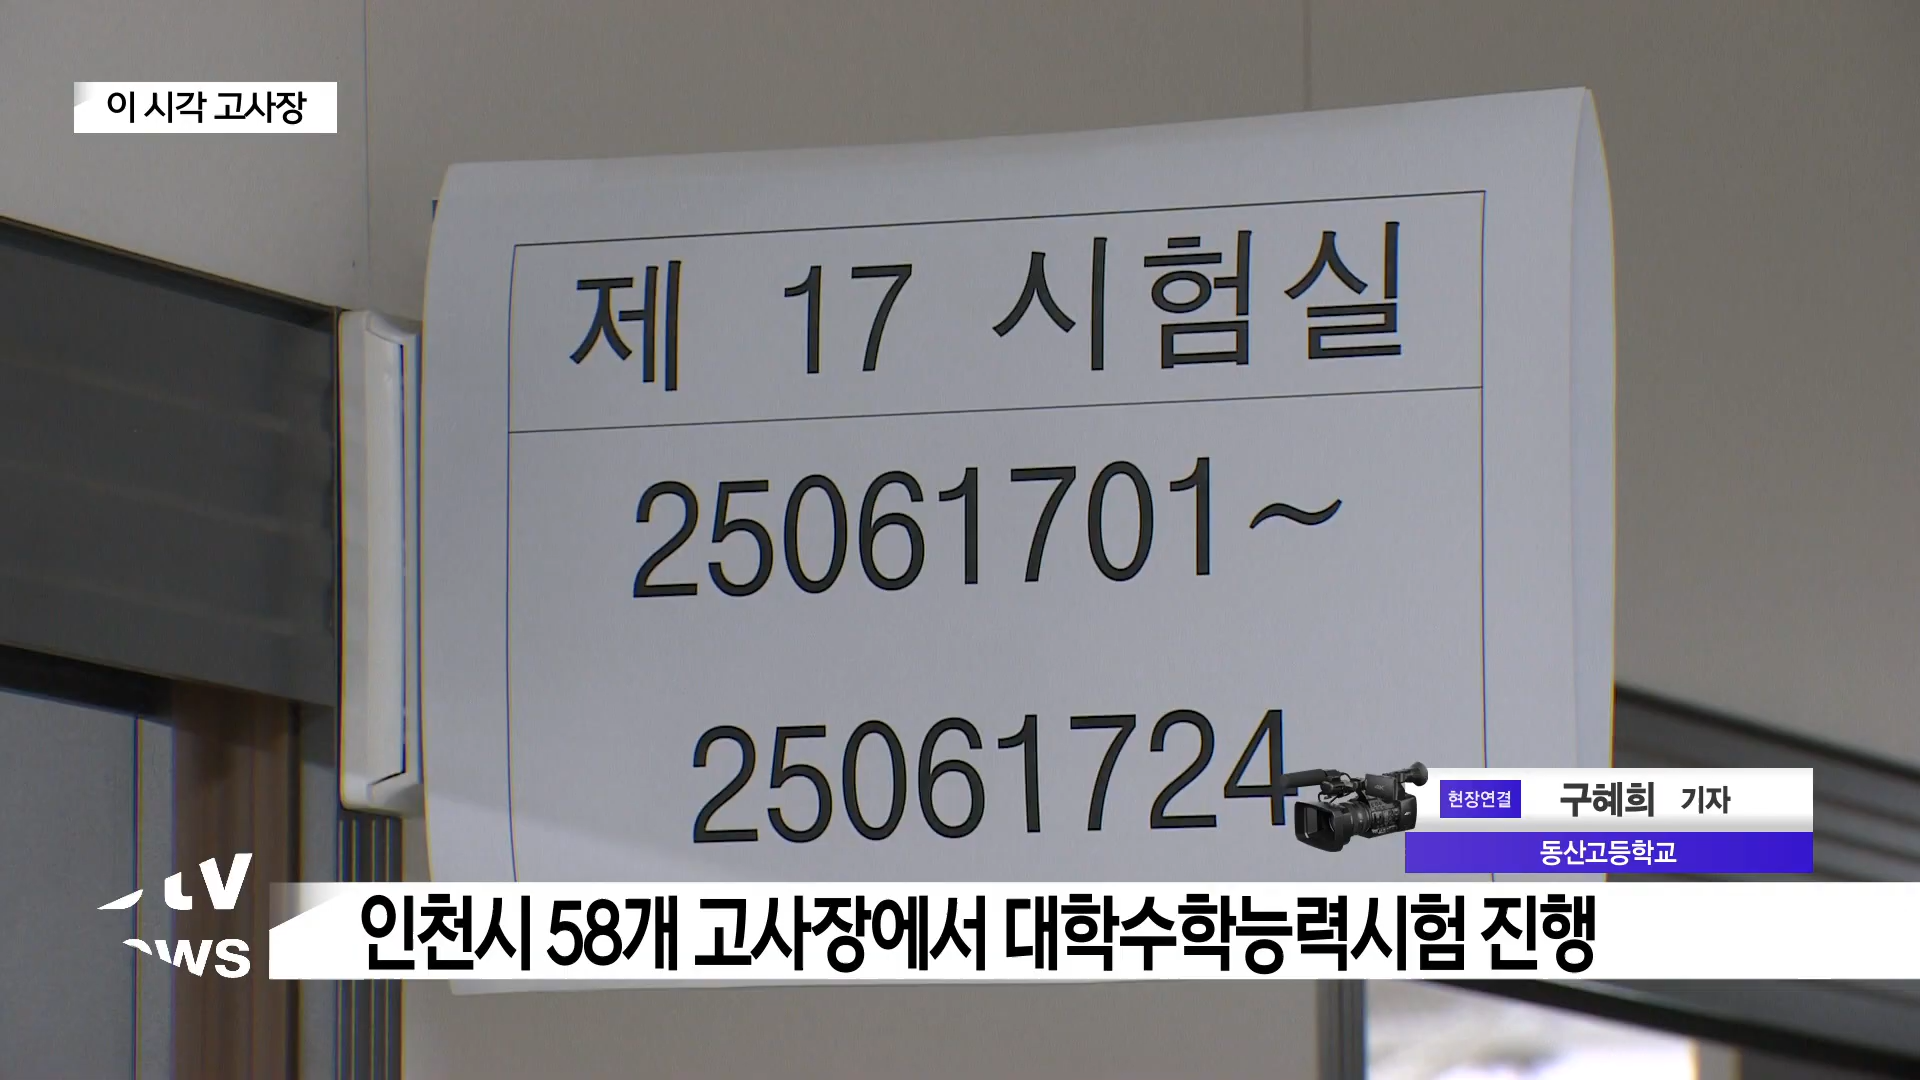 이 시각 고사장
제 17 시험실
25061701~
25061724
현장연결 구혜희 기자
동산고등학교
인천시 58개 고사장에서 대학수학능력시험 진행